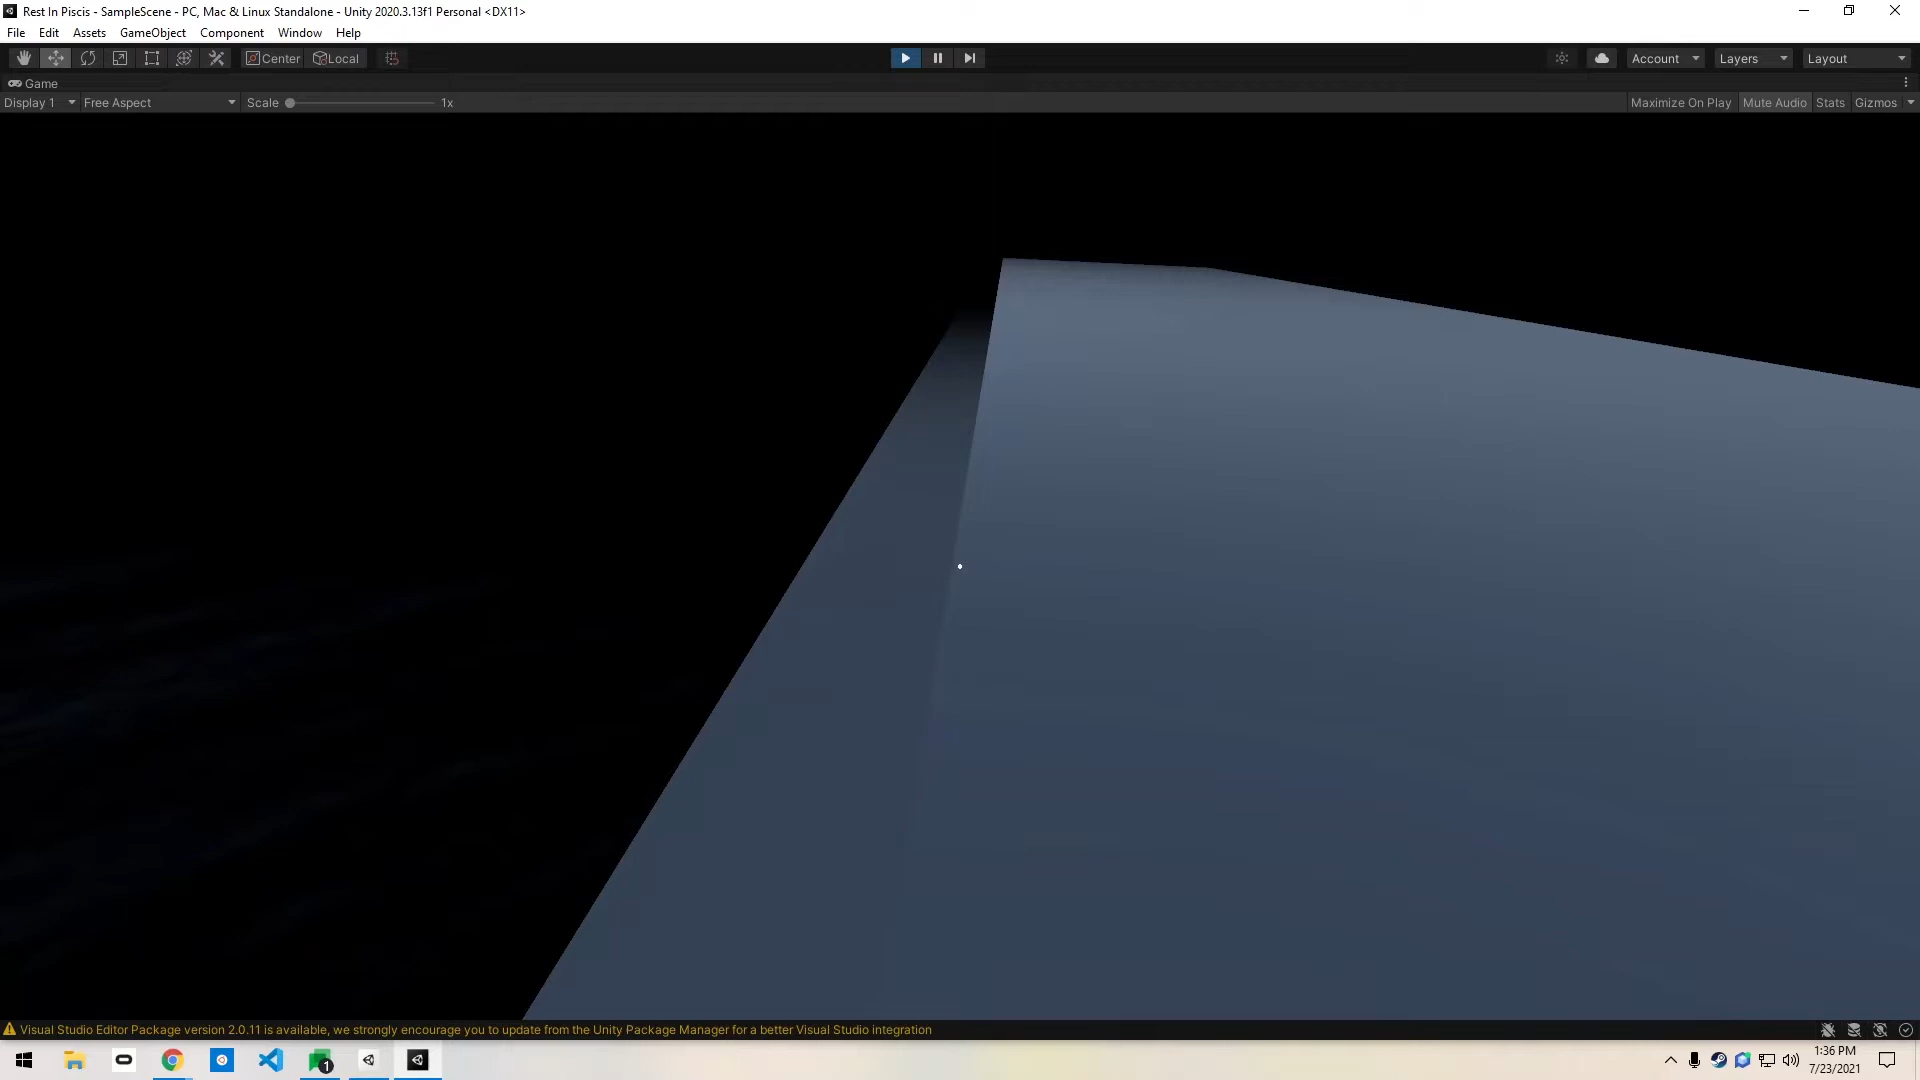 Rest In Piscis - SampleScene - PC, Mac & Linux Standalone - Unity 2020.3.13f1 Personal <DX11>
File Edit Assets GameObject Component Window Help
Center Local Account Layers Layout
Game
Display 1 Free Aspect Scale 1x Maximize On Play Mute Audio Stats Gizmos
Visual Studio Editor Package version 2.0.11 is available, we strongly encourage you to update from the Unity Package Manager for a better Visual Studio integration
1
1:36 PM
7/23/2021